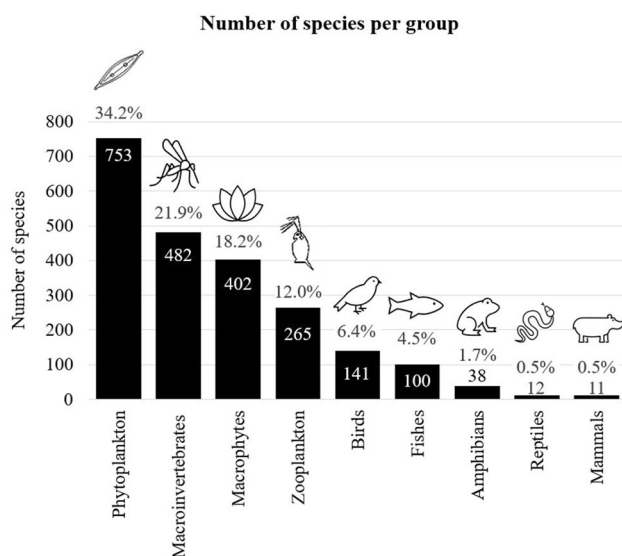 Number of species per group
34.2%
21.9%
18.2%
12.0%
6.4%
4.5%
1.7%
0.5%
0.5%
Number of species
800
700
600
500
400
300
200
100
0
753
482
402
265
141
100
38
12
11
Phytoplankton
Macroinvertebrates
Macrophytes
Zooplankton
Birds
Fishes
Amphibians
Reptiles
Mammals